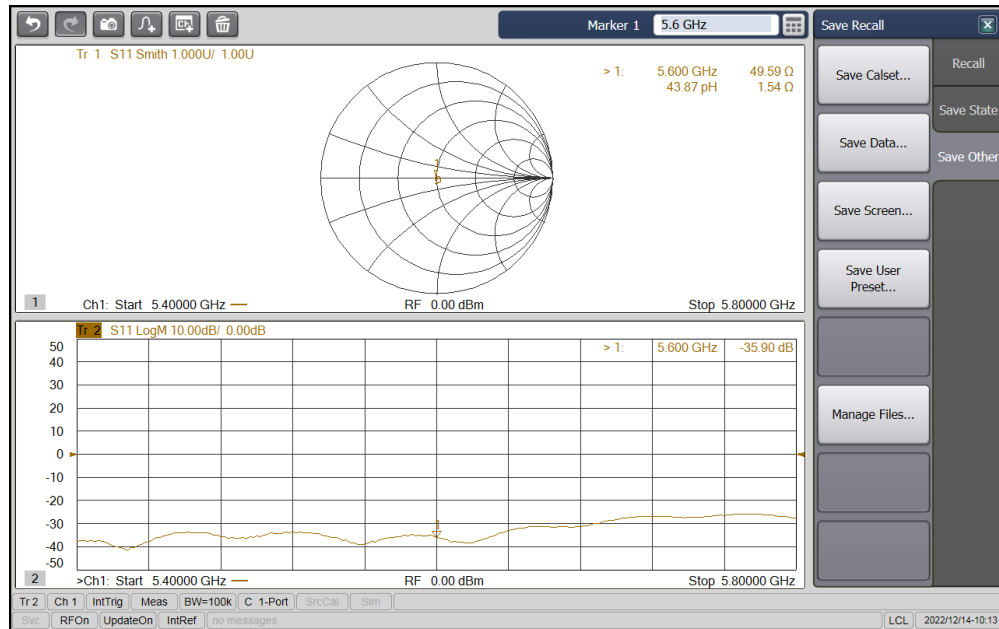 Marker 1 5.6 GHz
Save Recall
Tr 1 S11 Smith 1.000U/ 1.00U
> 1: 5.600 GHz 49.59 Ω
43.87 pH 1.54 Ω
1
1 Ch1: Start 5.40000 GHz RF 0.00 dBm Stop 5.80000 GHz
Tr 2 S11 LogM 10.00dB/ 0.00dB
> 1: 5.600 GHz -35.90 dB
50
40
30
20
10
0
-10
-20
-30
-40
-50
1
2 >Ch1: Start 5.40000 GHz RF 0.00 dBm Stop 5.80000 GHz
Save Calset...
Save Data...
Save Screen...
Save User
Preset...
Manage Files...
Recall
Save State
Save Other
Tr 2 Ch 1 IntTrig Meas BW=100k C 1-Port SrcCal Sim
Svc RFOn UpdateOn IntRef no messages LCL 2022/12/14-10:13